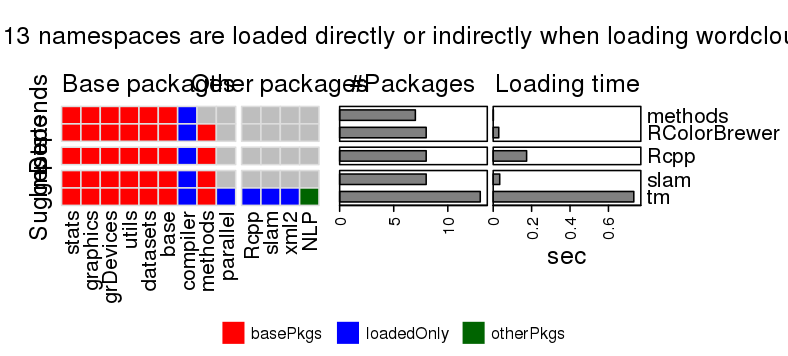 13 namespaces are loaded directly or indirectly when loading wordclou
Base packages
Other packages
#Packages
Loading time
Depends
Suggests
methods
RColorBrewer
Rcpp
slam
tm
stats
graphics
grDevices
utils
datasets
base
compiler
methods
parallel
Rcpp
slam
xml2
NLP
0 5 10
0 0.2 0.4 0.6
sec
basePkgs loadedOnly otherPkgs